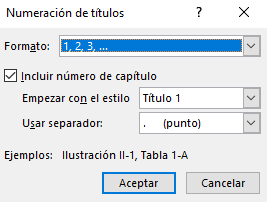 Numeración de títulos
Formato: 1, 2, 3, ...
Incluir número de capítulo
Empezar con el estilo Título 1
Usar separador: . (punto)
Ejemplos: Ilustración II-1, Tabla 1-A
Aceptar Cancelar